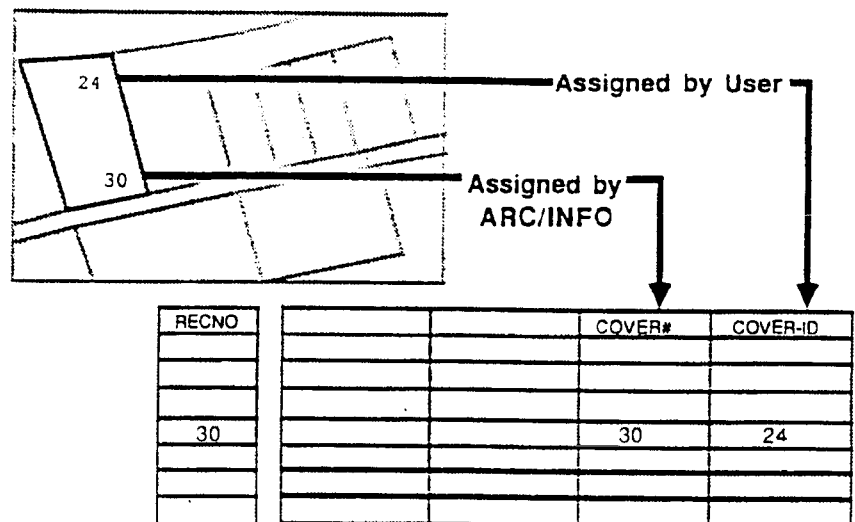 24
Assigned by User
30
Assigned by
ARC/INFO
RECNO COVER# COVER-ID
30 30 24